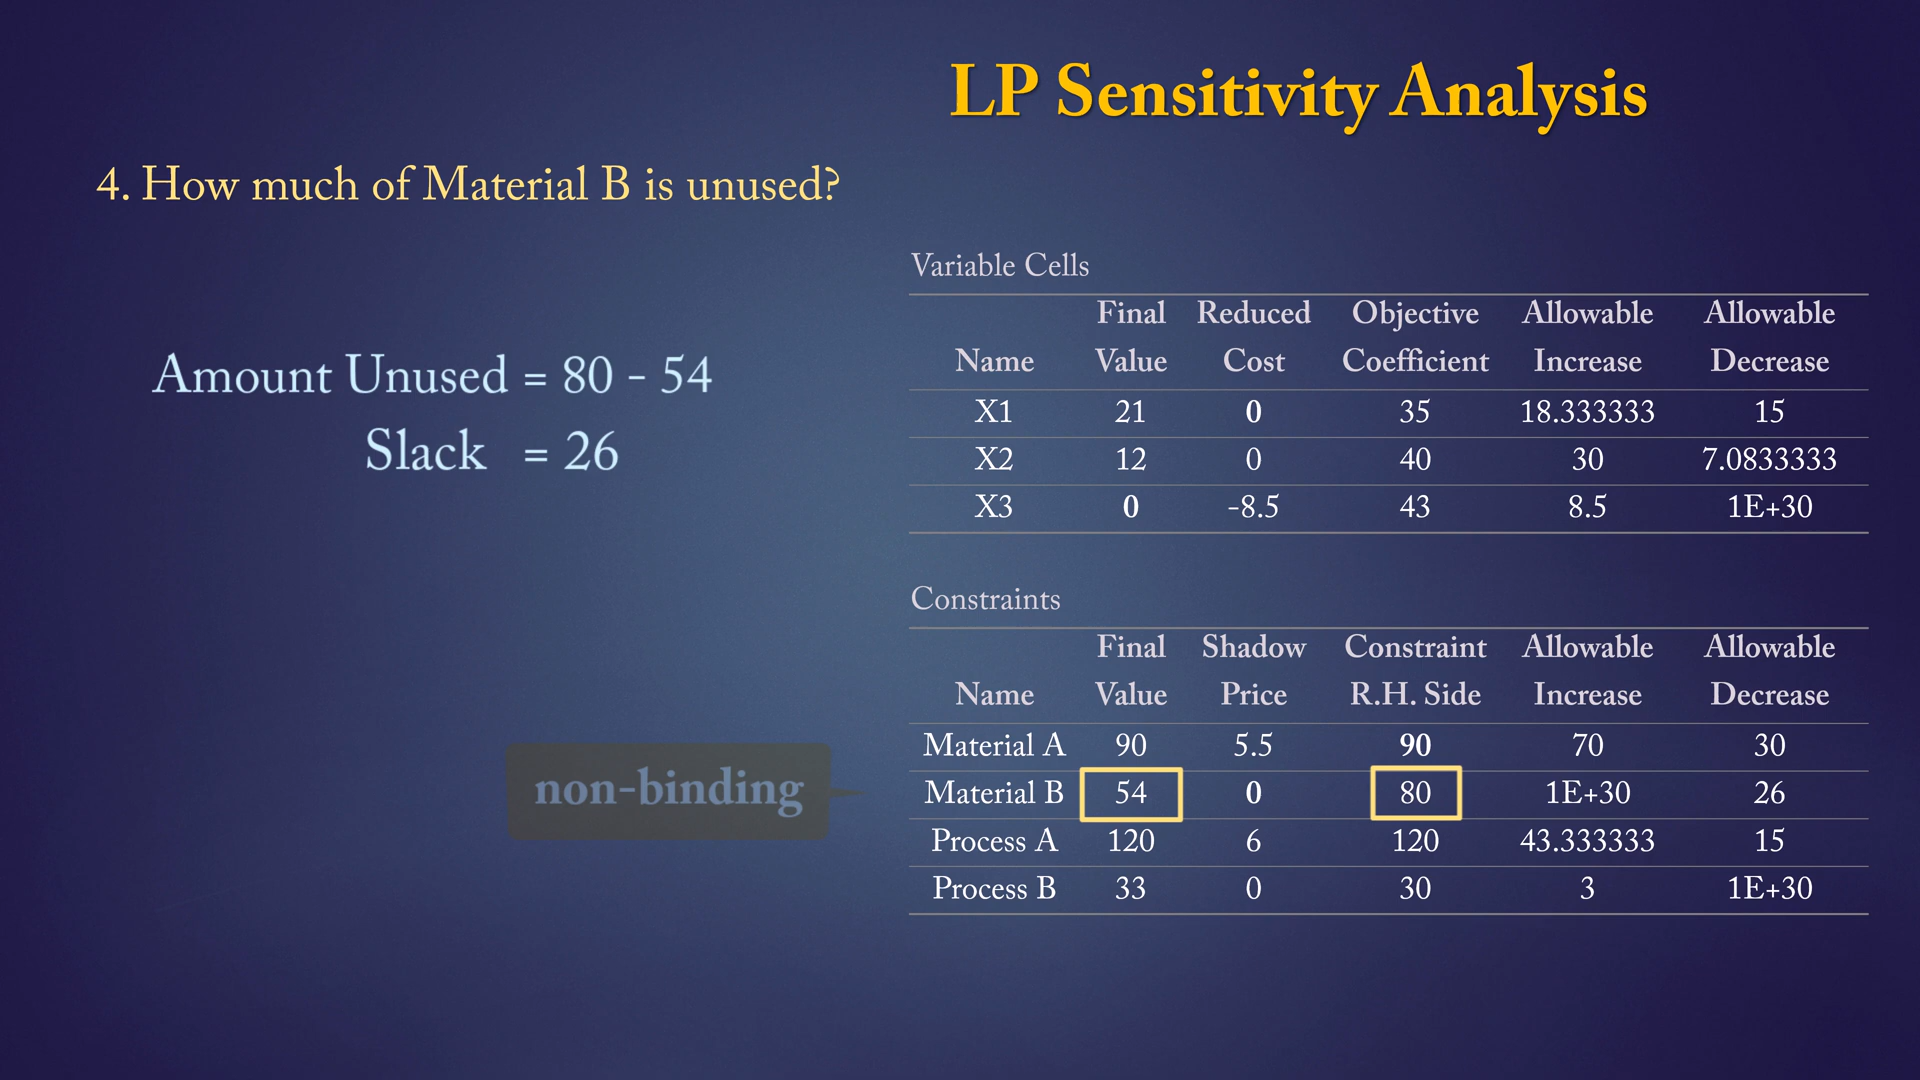 LP Sensitivity Analysis
4. How much of Material B is unused?
Amount Unused = 80 - 54
Slack = 26
Variable Cells
Final Reduced Objective Allowable Allowable
Name Value Cost Coefficient Increase Decrease
X1 21 0 35 18.333333 15
X2 12 0 40 30 7.0833333
X3 0 -8.5 43 8.5 1E+30
Constraints
Final Shadow Constraint Allowable Allowable
Name Value Price R.H. Side Increase Decrease
Material A 90 5.5 90 70 30
non-binding
Material B 54 0 80 1E+30 26
Process A 120 6 120 43.333333 15
Process B 33 0 30 3 1E+30